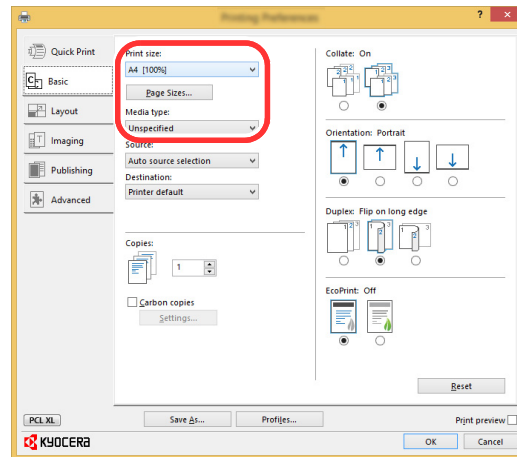 Printing Preferences
? x
Quick Print
Basic
Layout
Imaging
Publishing
Advanced
Print size:
A4 [100%]
Page Sizes...
Media type:
Unspecified
Source:
Auto source selection
Destination:
Printer default
Copies:
1
Carbon copies
Settings...
Collate: On
Orientation: Portrait
Duplex: Flip on long edge
EcoPrint: Off
Reset
PCL XL
Save As...
Profiles...
Print preview
KYOCERA
OK
Cancel